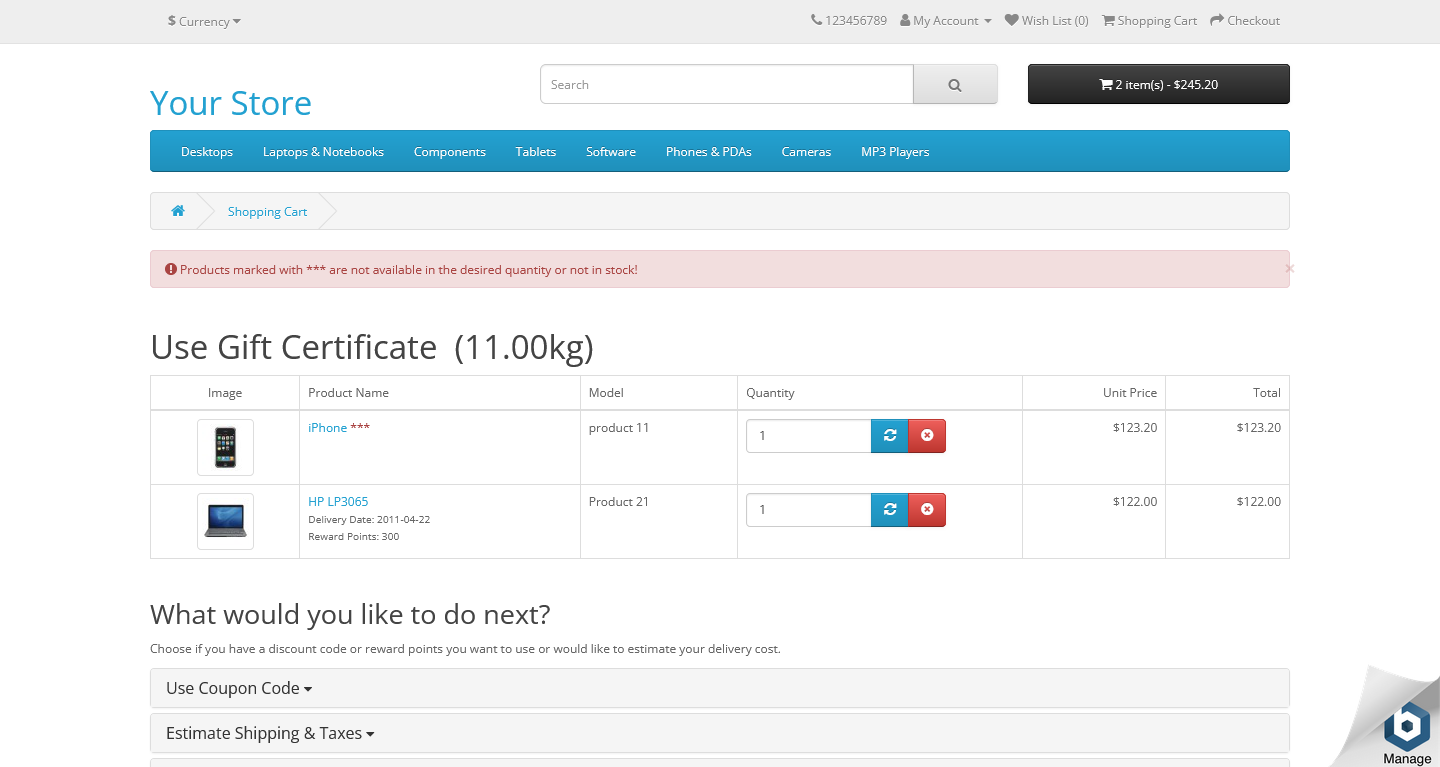 $ Currency
123456789 My Account Wish List (0) Shopping Cart Checkout
Your Store
Search
2 item(s) - $245.20
Desktops Laptops & Notebooks Components Tablets Software Phones & PDAs Cameras MP3 Players
Shopping Cart
Products marked with *** are not available in the desired quantity or not in stock!
×
Use Gift Certificate (11.00kg)
Image Product Name Model Quantity Unit Price Total
iPhone *** product 11 1 $123.20 $123.20
HP LP3065 Product 21 1 $122.00 $122.00
Delivery Date: 2011-04-22
Reward Points: 300
What would you like to do next?
Choose if you have a discount code or reward points you want to use or would like to estimate your delivery cost.
Use Coupon Code
Estimate Shipping & Taxes
Manage